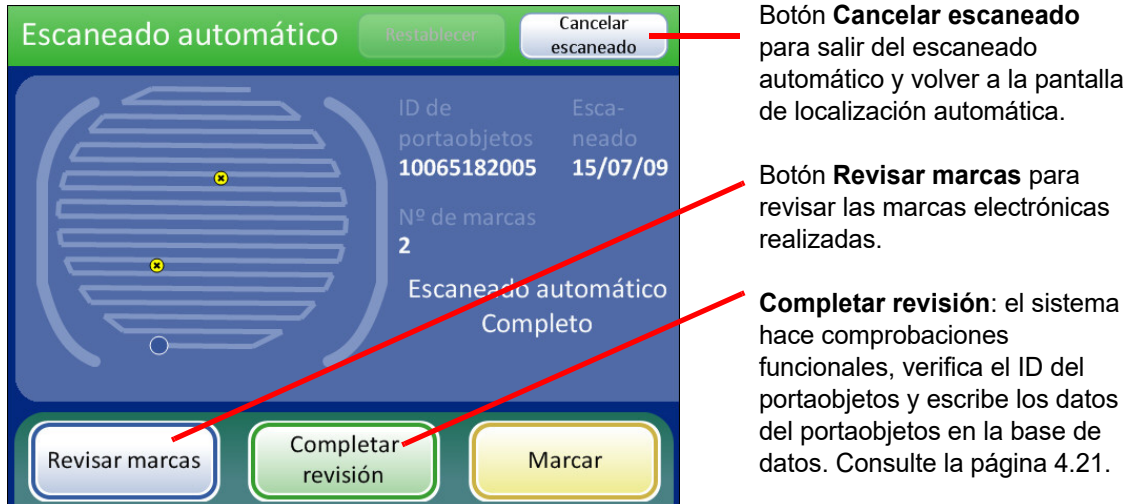 Escaneado automático
Restablecer
Cancelar
escaneado
ID de
portaobjetos
10065182005
Esca-
neado
15/07/09
Nº de marcas
2
Escaneado automático
Completo
Revisar marcas
Completar
revisión
Marcar
Botón Cancelar escaneado
para salir del escaneado
automático y volver a la pantalla
de localización automática.
Botón Revisar marcas para
revisar las marcas electrónicas
realizadas.
Completar revisión: el sistema
hace comprobaciones
funcionales, verifica el ID del
portaobjetos y escribe los datos
del portaobjetos en la base de
datos. Consulte la página 4.21.